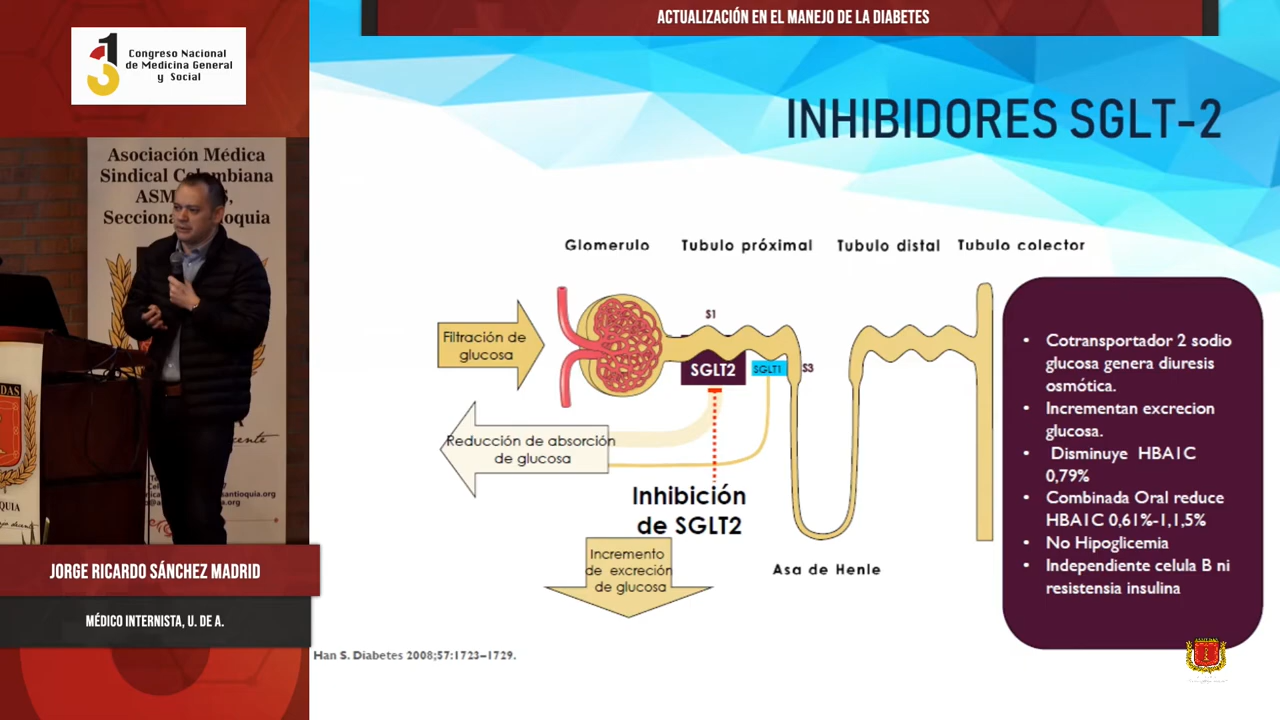 ACTUALIZACIÓN EN EL MANEJO DE LA DIABETES
Congreso Nacional
de Medicina General
y Social
Asociación Médica
Sindical Colombiana
Antioquia
INHIBIDORES SGLT-2
Glomerulo
Tubulo próximal
Tubulo distal
Tubulo colector
Filtración de
glucosa
S1
SGLT2
SGLT1
S3
Reducción de absorción
de glucosa
Inhibición
de SGLT2
Incremento
de excreción
de glucosa
Asa de Henle
• Cotransportador 2 sodio
glucosa genera diuresis
osmótica.
• Incrementan excrecion
glucosa.
• Disminuye HBA1C
0,79%
• Combinada Oral reduce
HBA1C 0,61%-1,1,5%
• No Hipoglicemia
• Independiente celula B ni
resistensia insulina
Han S. Diabetes 2008;57:1723–1729.
JORGE RICARDO SÁNCHEZ MADRID
MÉDICO INTERNISTA, U. DE A.